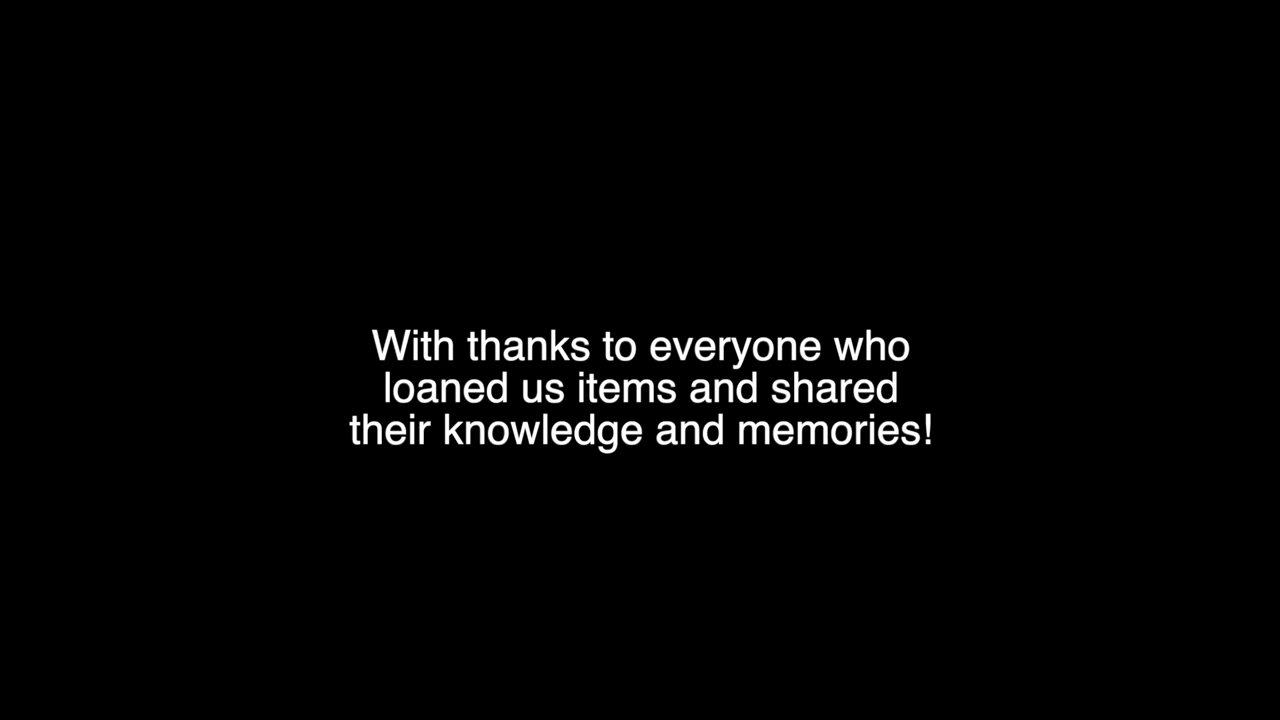 With thanks to everyone who
loaned us items and shared
their knowledge and memories!